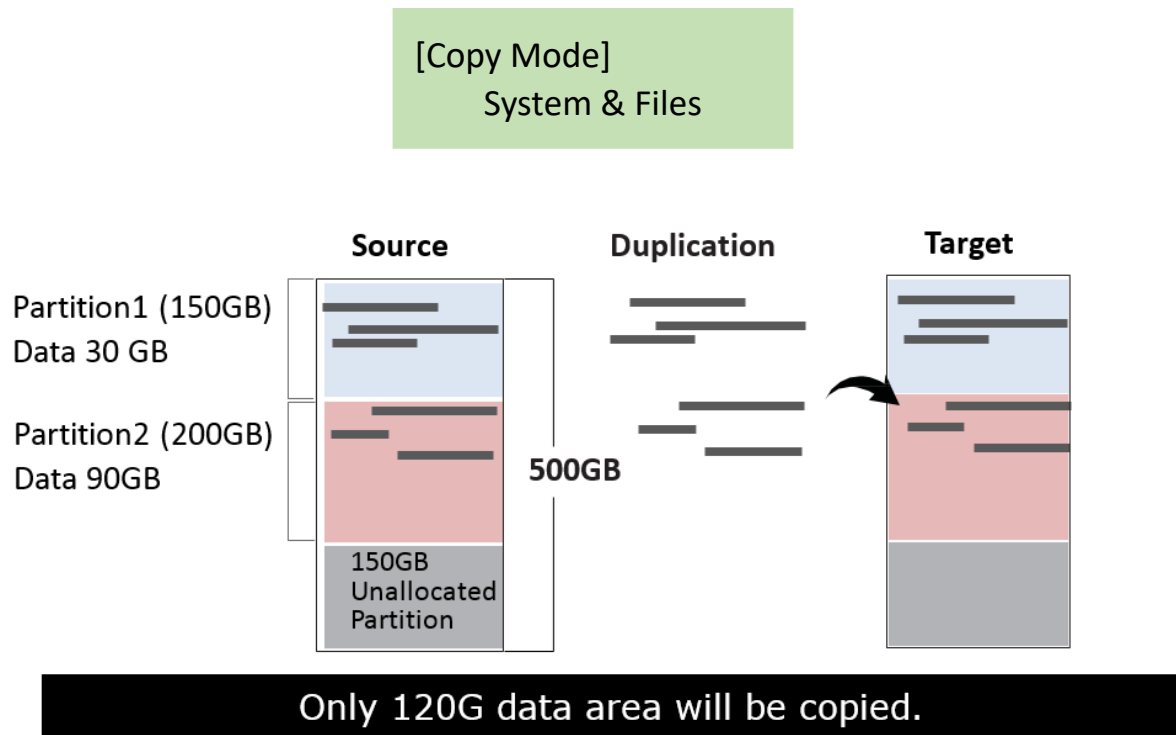 [Copy Mode]
System & Files
Source
Duplication
Target
Partition1 (150GB)
Data 30 GB
Partition2 (200GB)
Data 90GB
500GB
150GB
Unallocated
Partition
Only 120G data area will be copied.